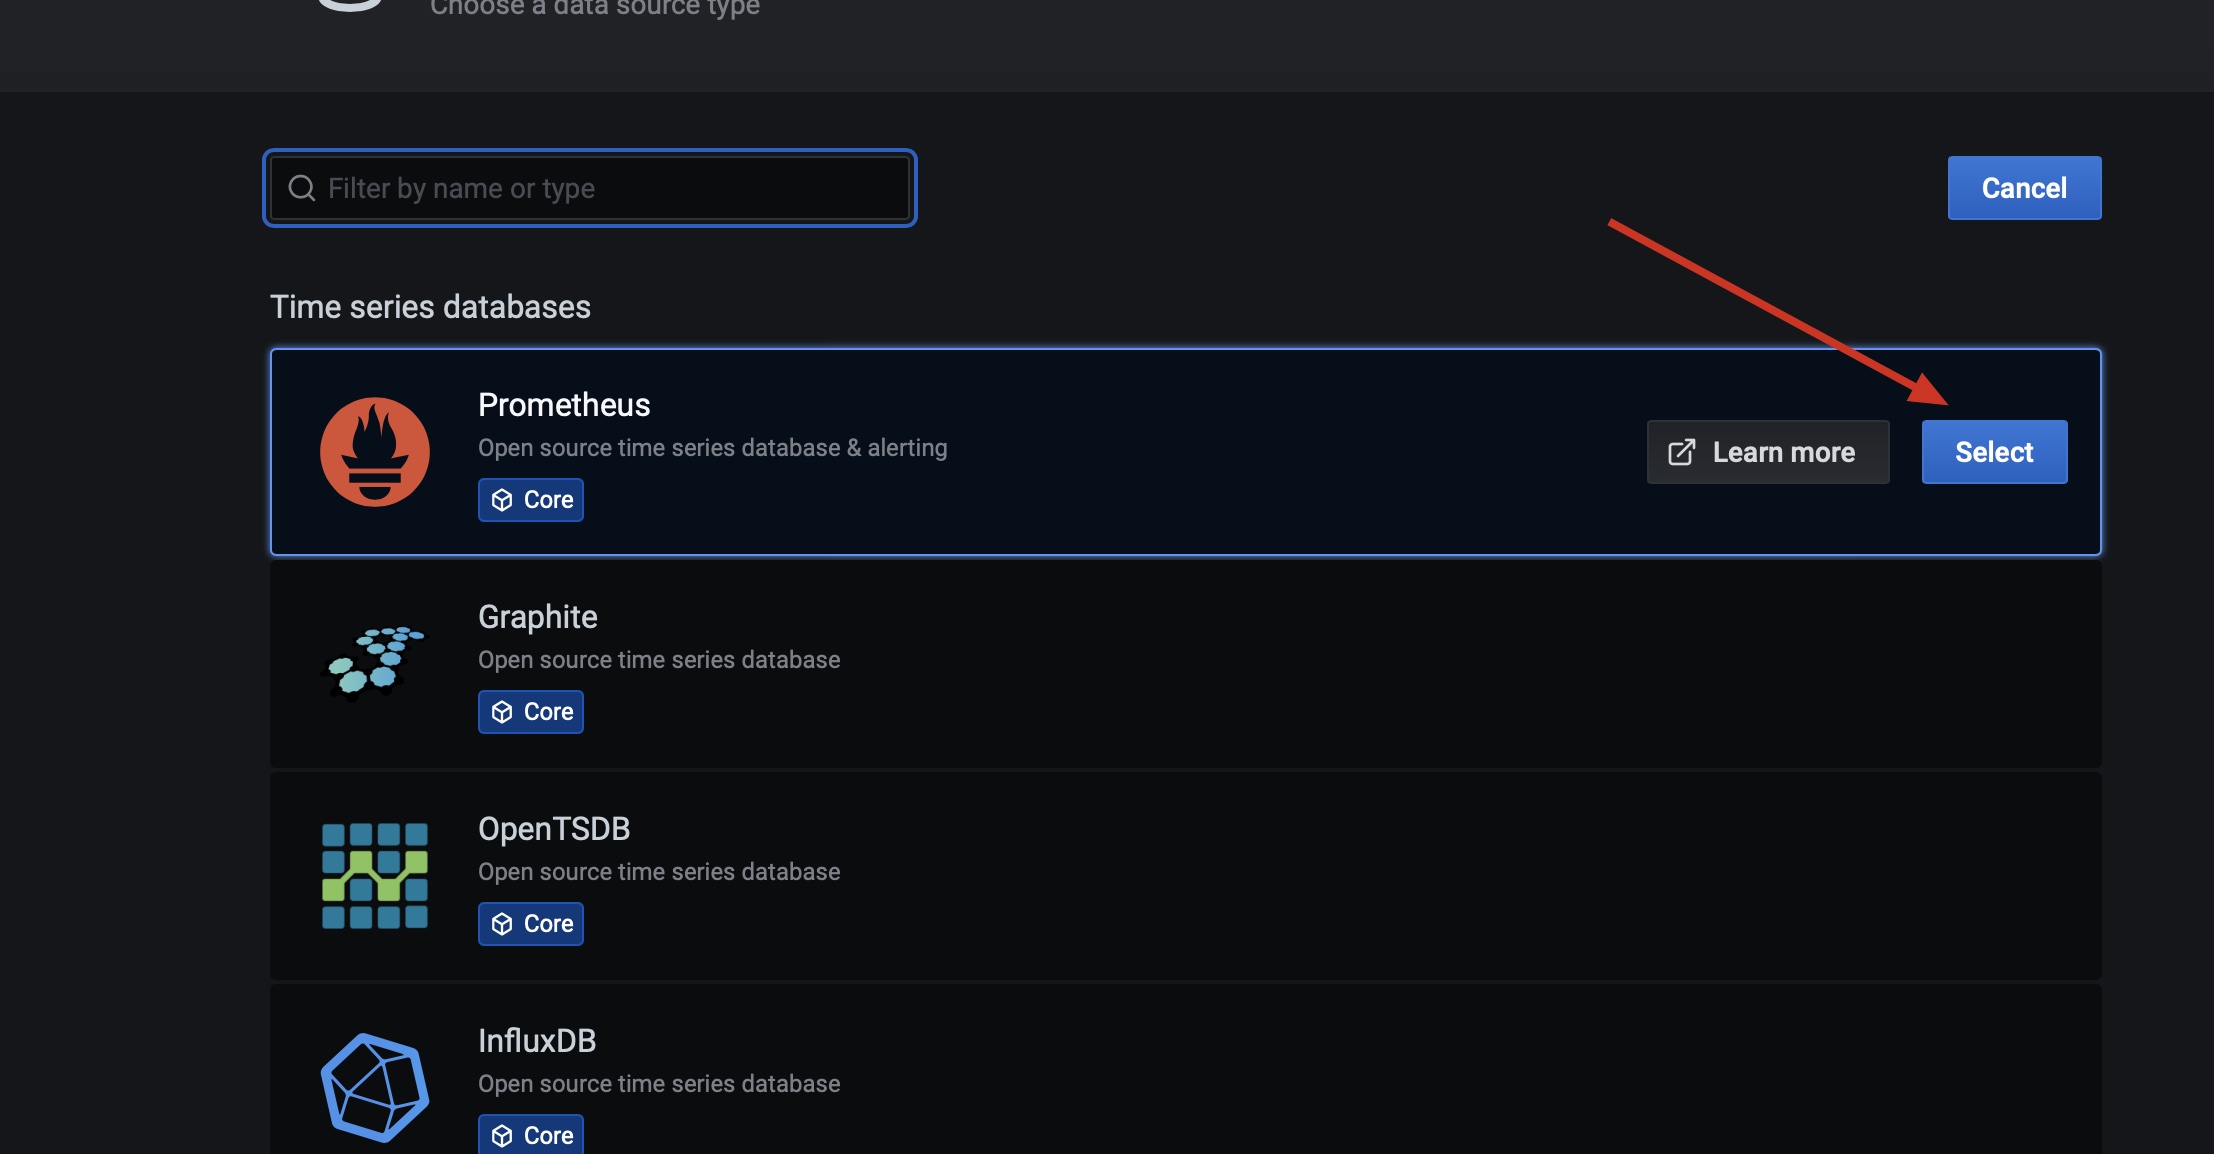 Choose a data source type
Filter by name or type
Cancel
Time series databases
Prometheus
Open source time series database & alerting
Core
Learn more
Select
Graphite
Open source time series database
Core
OpenTSDB
Open source time series database
Core
InfluxDB
Open source time series database
Core